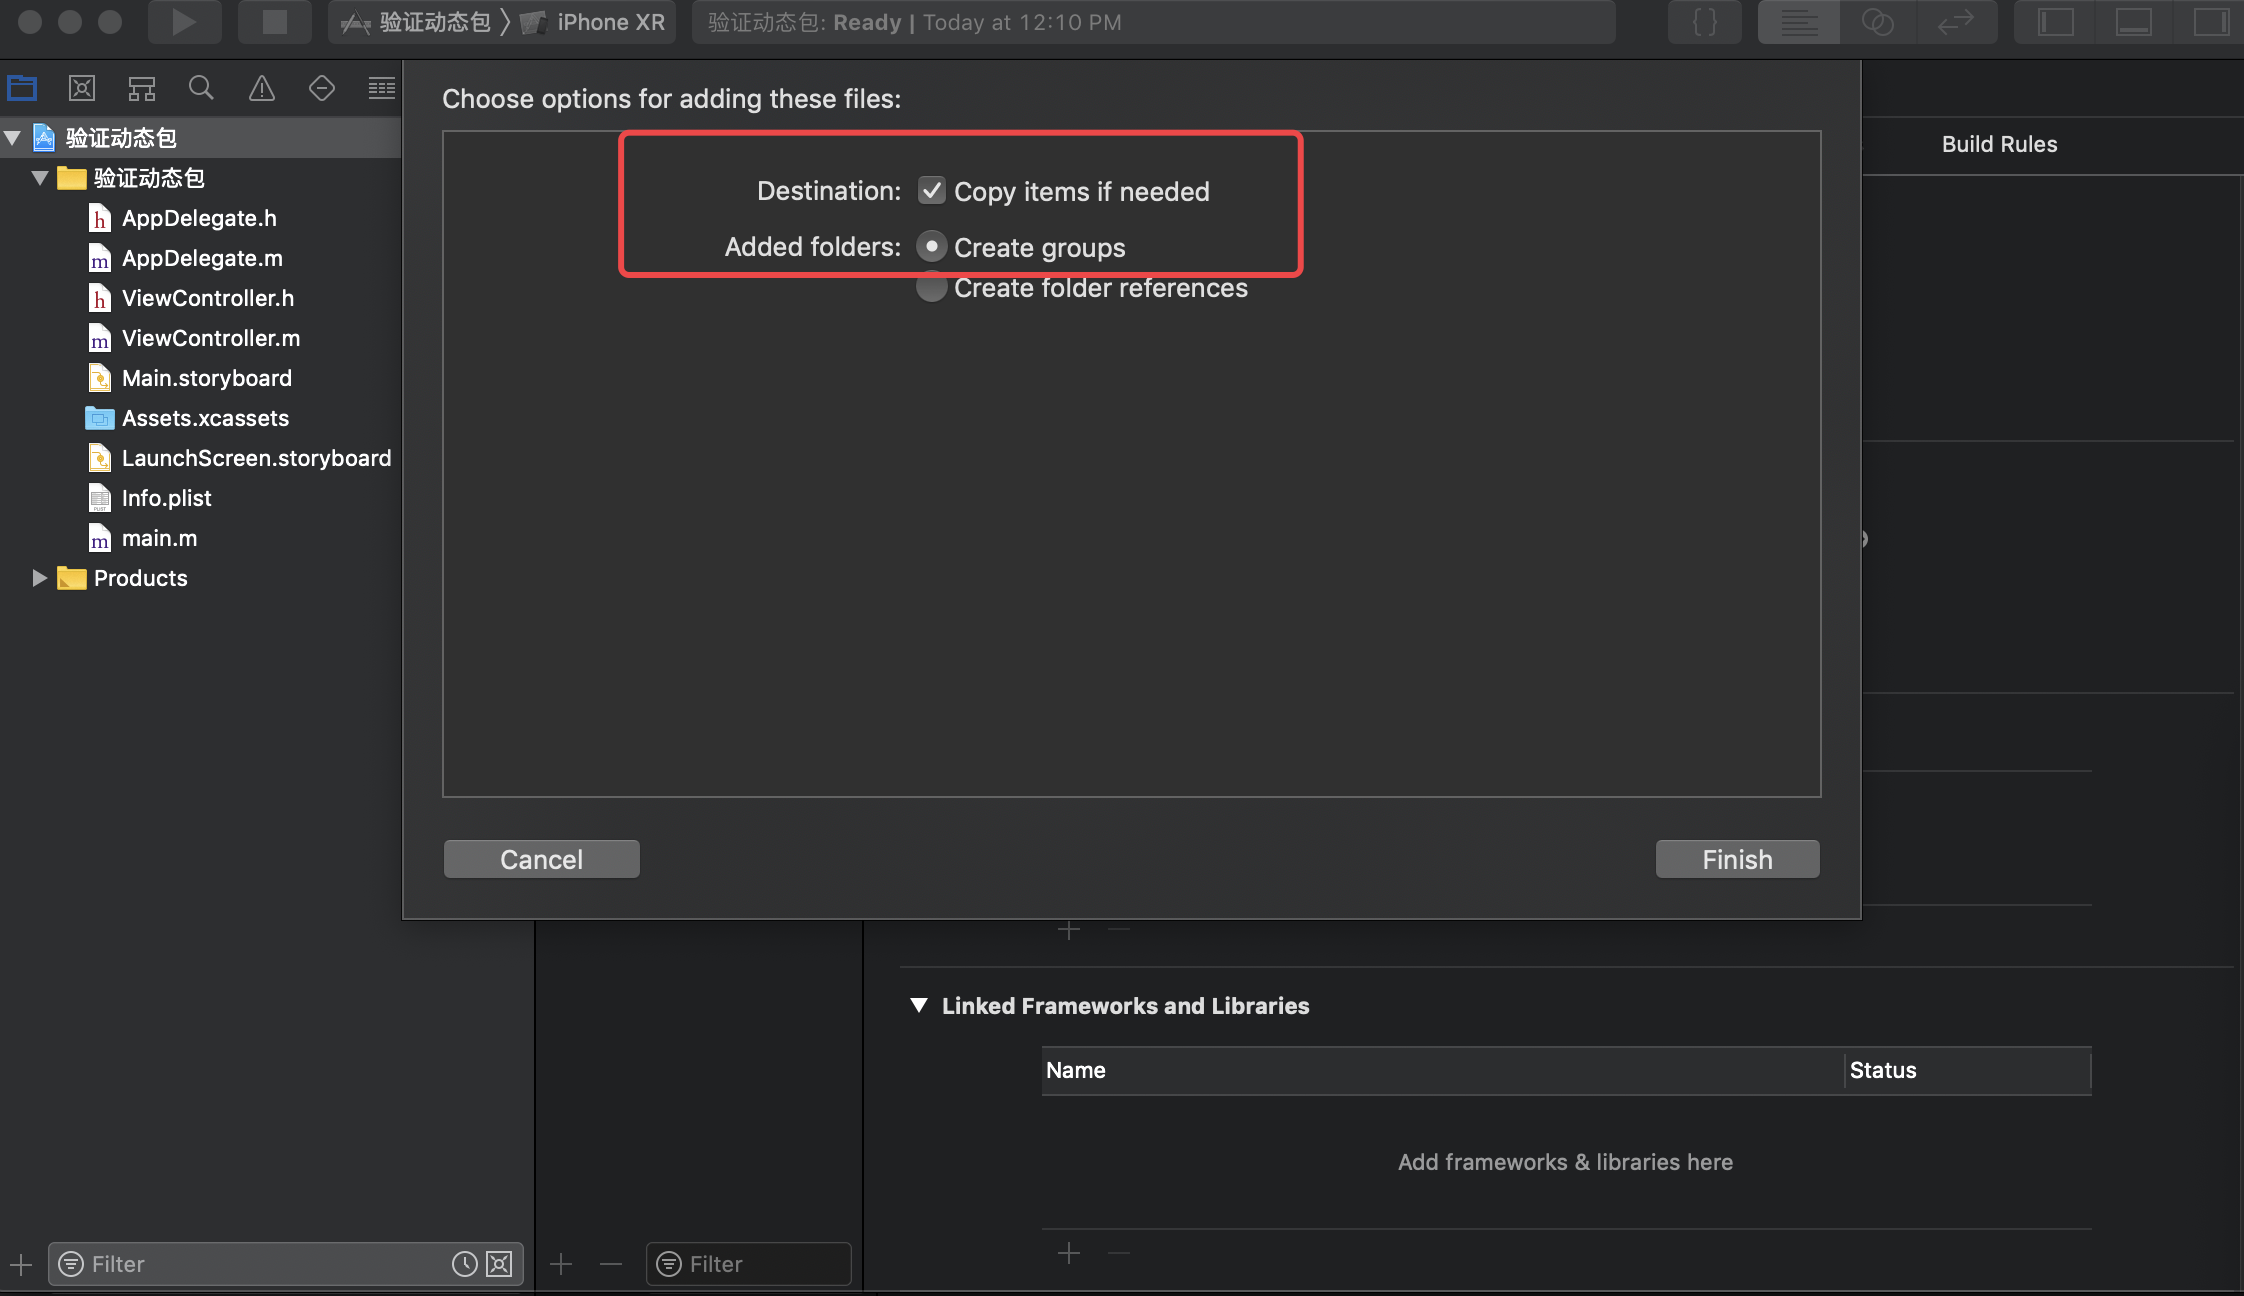 验证动态包 〉 iPhone XR
验证动态包: Ready | Today at 12:10 PM
{ }
Choose options for adding these files:
Destination: Copy items if needed
Added folders: Create groups
Create folder references
Cancel
Finish
验证动态包
验证动态包
AppDelegate.h
AppDelegate.m
ViewController.h
ViewController.m
Main.storyboard
Assets.xcassets
LaunchScreen.storyboard
Info.plist
main.m
Products
Build Rules
Linked Frameworks and Libraries
Name
Status
Add frameworks & libraries here
Filter
Filter